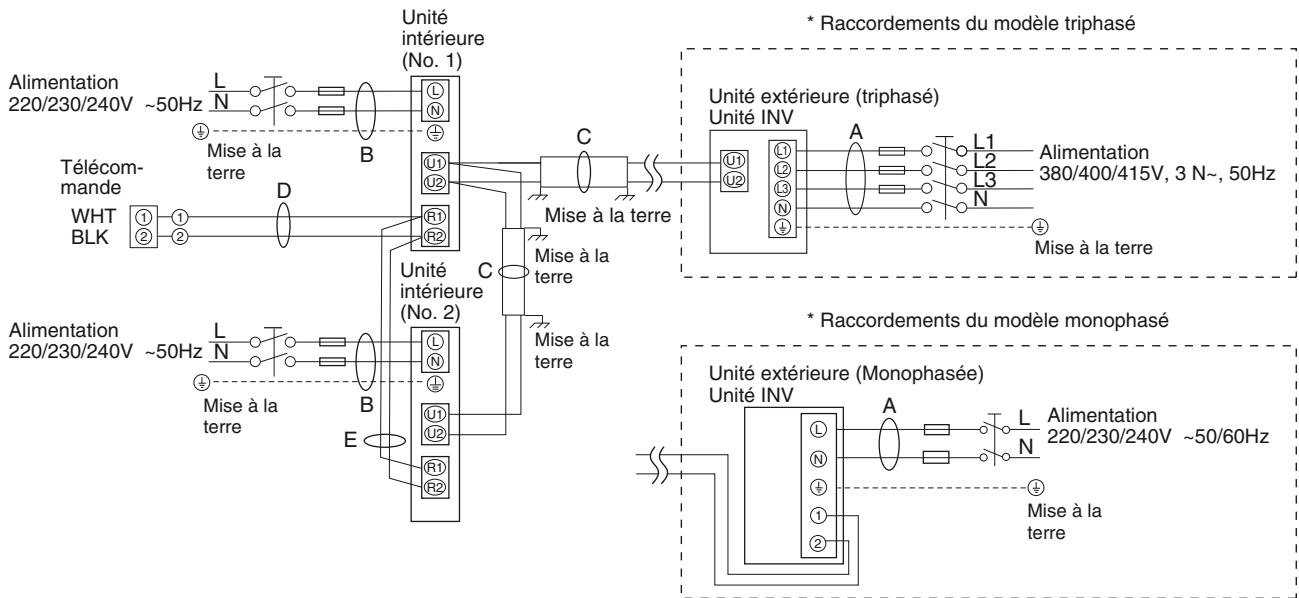 Unité
intérieure
(No. 1)
Alimentation
220/230/240V ~50Hz
L
N
L
N
Mise à la
terre
B
U1
U2
Télécom-
mande
WHT
BLK
1
2
1
2
D
R1
R2
C
Mise à la terre
Mise à la
terre
C
Mise à la
terre
Unité
intérieure
(No. 2)
Alimentation
220/230/240V ~50Hz
L
N
L
N
Mise à la
terre
B
U1
U2
E
R1
R2
* Raccordements du modèle triphasé
Unité extérieure (triphasé)
Unité INV
U1
U2
L1
L2
L3
N
A
L1
L2
L3
N
Alimentation
380/400/415V, 3 N~, 50Hz
Mise à la terre
* Raccordements du modèle monophasé
Unité extérieure (Monophasée)
Unité INV
L
N
1
2
A
L
N
Alimentation
220/230/240V ~50/60Hz
Mise à la
terre